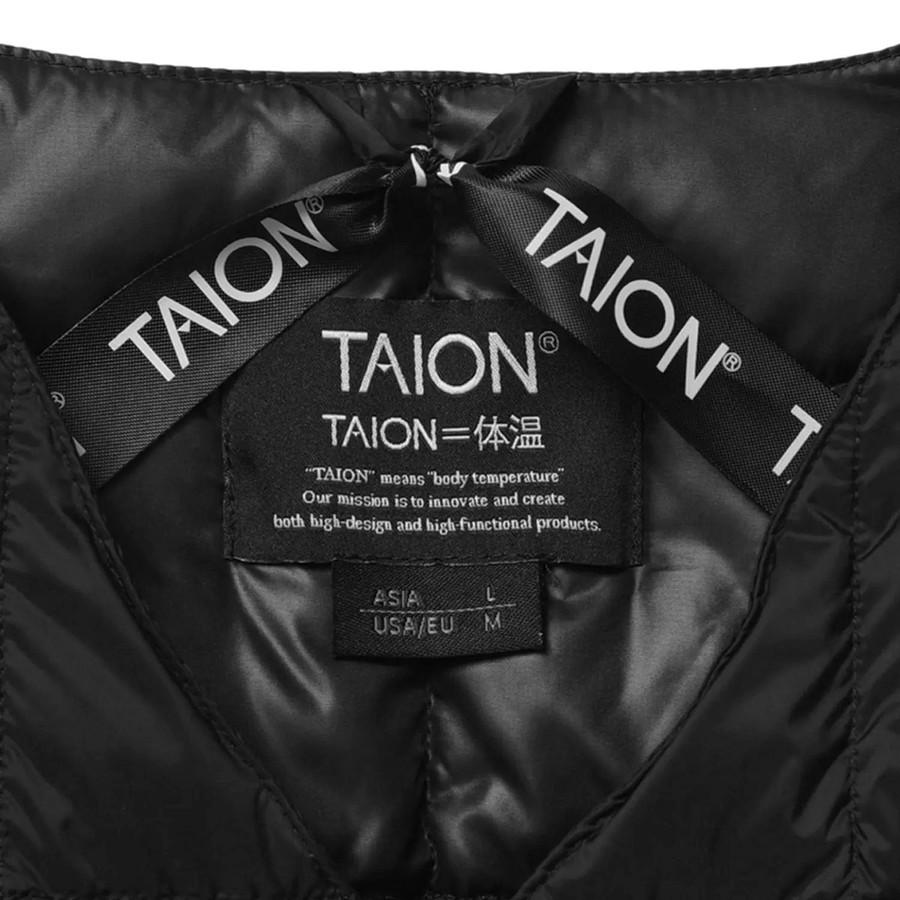 TAION®
TAION®
TAION®
TAION=体温
"TAION" means "body temperature"
Our mission is to innovate and create
both high-design and high-functional products.
ASIA L
USA/EU M